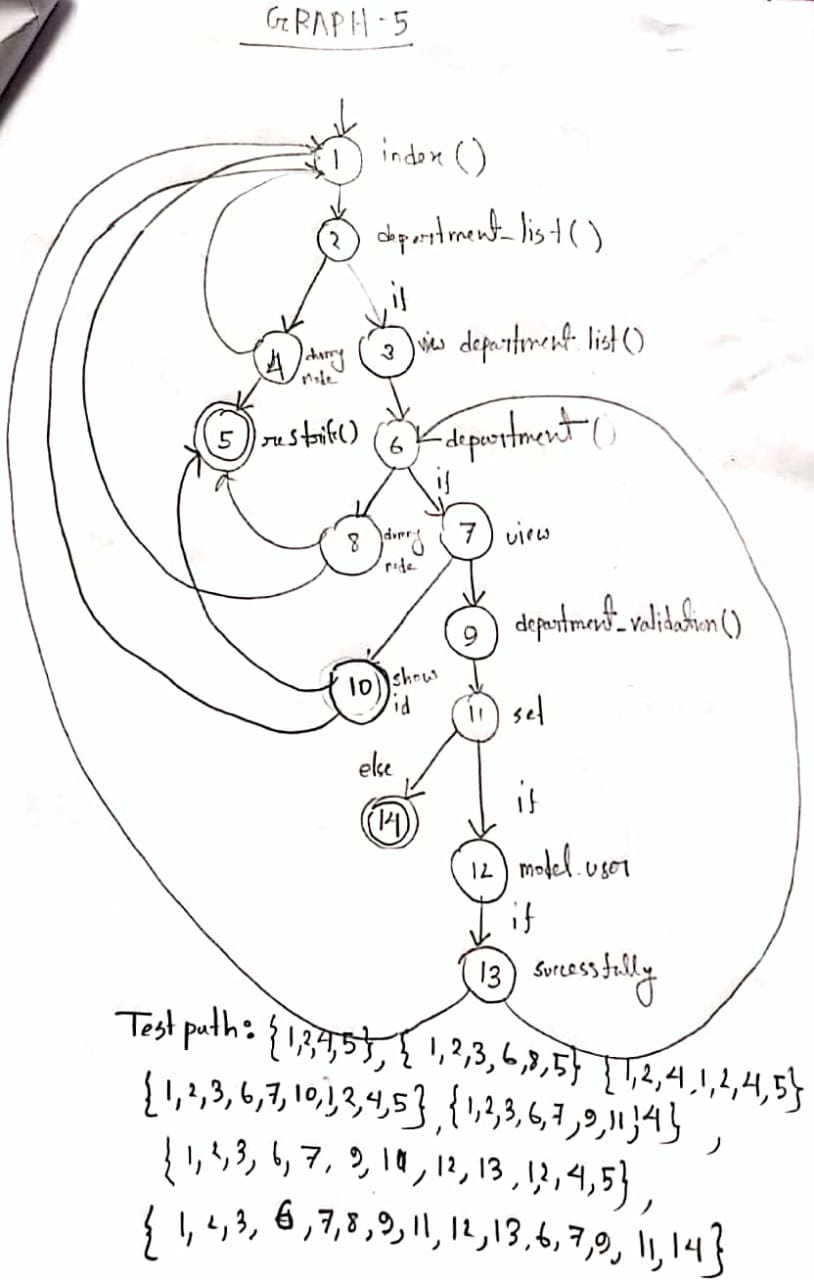 GRAPH-5
1 index()
2 department_list()
if
4 dumy node 3 view department list()
5 restrife() 6 department()
if
8 dumy node 7 view
9 department_validation()
10 show id
11 set
else
if
14
12 model.user
if
13 successfully
Test path: {1,2,4,5}, { 1,2,3,6,8,5} {1,2,4,1,2,4,5}
{1,2,3,6,7,10,1,2,4,5}, {1,2,3,6,7,9,11,14},
{1,2,3,6,7,9,11,12,13,1,2,4,5},
{1,2,3,6,7,8,9,11,12,13,6,7,9,11,14}